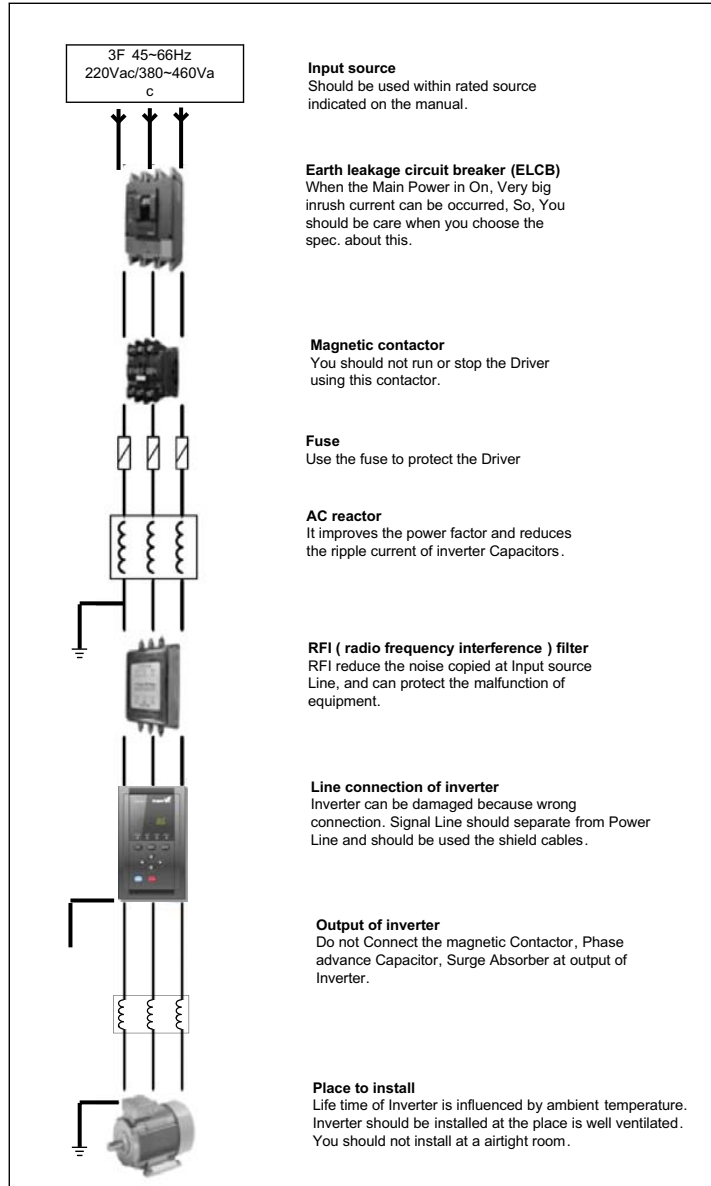 3F 45~66Hz
220Vac/380~460Va
c
Input source
Should be used within rated source
indicated on the manual.
Earth leakage circuit breaker (ELCB)
When the Main Power in On, Very big
inrush current can be occurred, So, You
should be care when you choose the
spec. about this.
Magnetic contactor
You should not run or stop the Driver
using this contactor.
Fuse
Use the fuse to protect the Driver
AC reactor
It improves the power factor and reduces
the ripple current of inverter Capacitors.
RFI ( radio frequency interference ) filter
RFI reduce the noise copied at Input source
Line, and can protect the malfunction of
equipment.
Line connection of inverter
Inverter can be damaged because wrong
connection. Signal Line should separate from Power
Line and should be used the shield cables.
Output of inverter
Do not Connect the magnetic Contactor, Phase
advance Capacitor, Surge Absorber at output of
Inverter.
Place to install
Life time of Inverter is influenced by ambient temperature.
Inverter should be installed at the place is well ventilated.
You should not install at a airtight room.